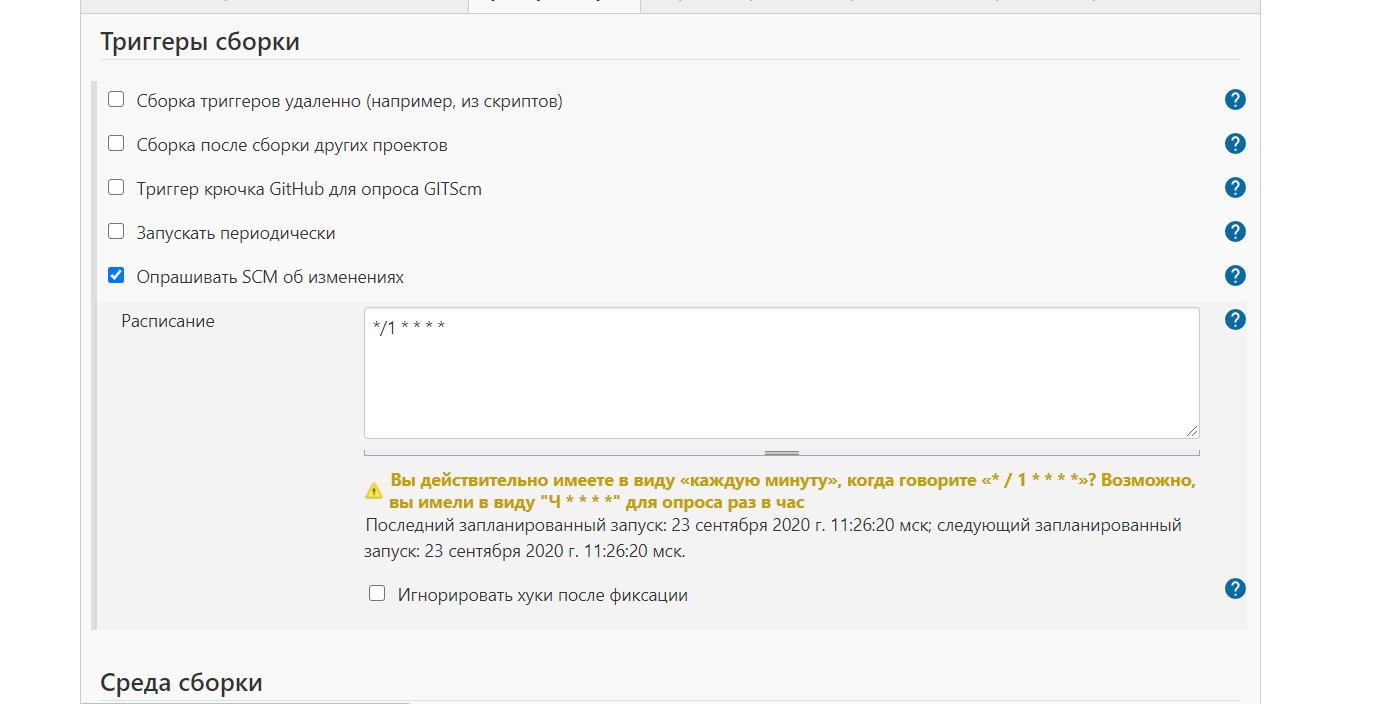 Триггеры сборки
Сборка триггеров удаленно (например, из скриптов)
?
Сборка после сборки других проектов
?
Триггер крючка GitHub для опроса GITScm
?
Запускать периодически
?
Опрашивать SCM об изменениях
?
Расписание
*/1 * * * *
?
Вы действительно имеете в виду «каждую минуту», когда говорите «* / 1 * * * *»? Возможно,
вы имели в виду "Ч * * * *" для опроса раз в час
Последний запланированный запуск: 23 сентября 2020 г. 11:26:20 мск; следующий запланированный
запуск: 23 сентября 2020 г. 11:26:20 мск.
Игнорировать хуки после фиксации
?
Среда сборки